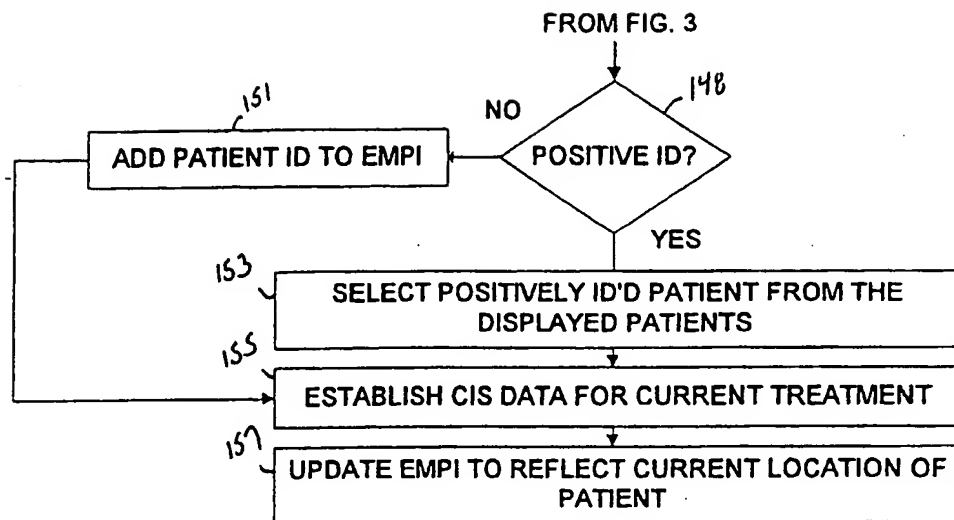 FROM FIG. 3
148
NO
151
POSITIVE ID?
ADD PATIENT ID TO EMPI
YES
153
SELECT POSITIVELY ID'D PATIENT FROM THE
DISPLAYED PATIENTS
155
ESTABLISH CIS DATA FOR CURRENT TREATMENT
157
UPDATE EMPI TO REFLECT CURRENT LOCATION OF
PATIENT